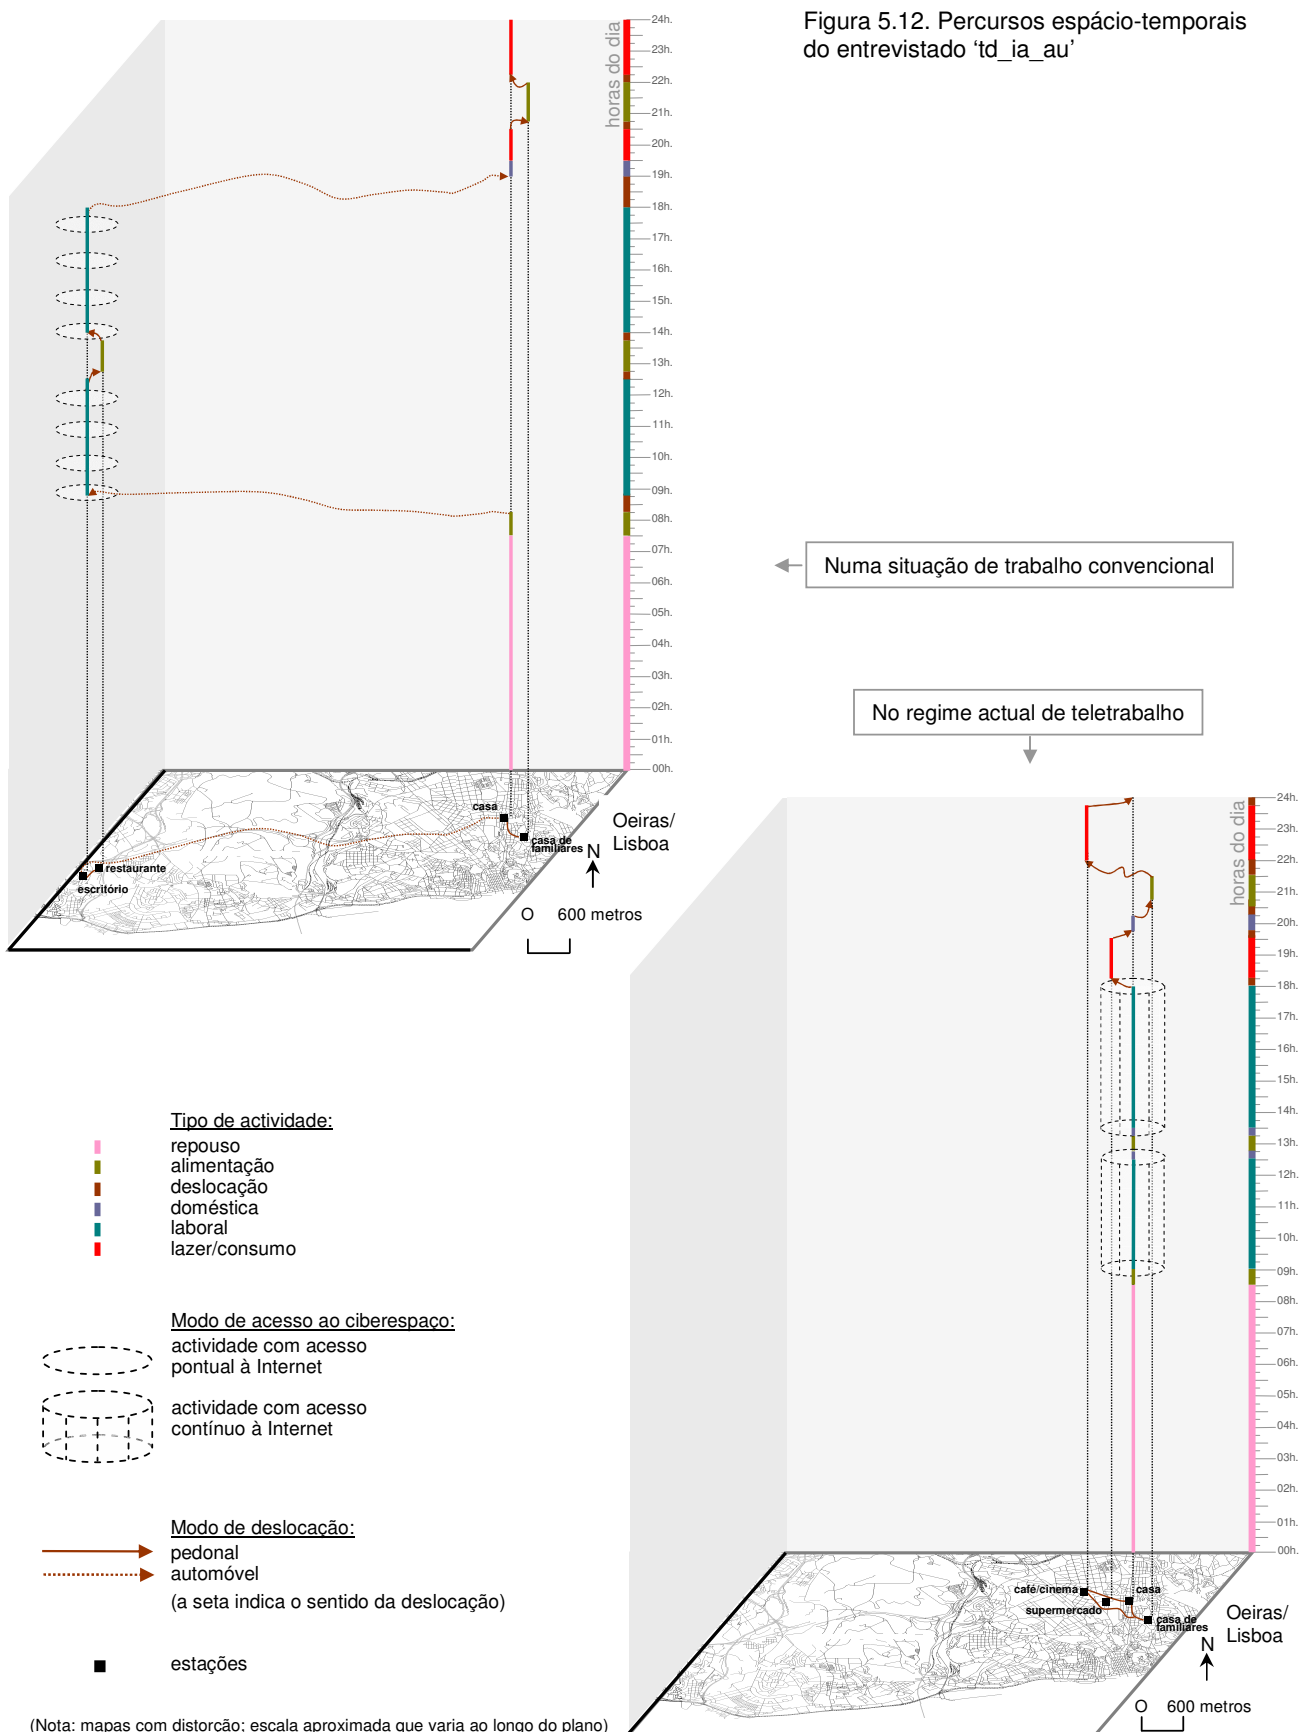 Figura 5.12. Percursos espácio-temporais
do entrevistado ‘td_ia_au’
horas do dia
24h.
23h.
22h.
21h.
20h.
19h.
18h.
17h.
16h.
15h.
14h.
13h.
12h.
11h.
10h.
09h.
08h.
07h.
06h.
05h.
04h.
03h.
02h.
01h.
00h.
Numa situação de trabalho convencional
casa
casa de
familiares
restaurante
escritório
Oeiras/
Lisboa
N
O 600 metros
No regime actual de teletrabalho
horas do dia
24h.
23h.
22h.
21h.
20h.
19h.
18h.
17h.
16h.
15h.
14h.
13h.
12h.
11h.
10h.
09h.
08h.
07h.
06h.
05h.
04h.
03h.
02h.
01h.
00h.
café/cinema
casa
supermercado
casa de
familiares
Oeiras/
Lisboa
N
O 600 metros
Tipo de actividade:
repouso
alimentação
deslocação
doméstica
laboral
lazer/consumo
Modo de acesso ao ciberespaço:
actividade com acesso
pontual à Internet
actividade com acesso
contínuo à Internet
Modo de deslocação:
pedonal
automóvel
(a seta indica o sentido da deslocação)
estações
(Nota: mapas com distorção; escala aproximada que varia ao longo do plano)